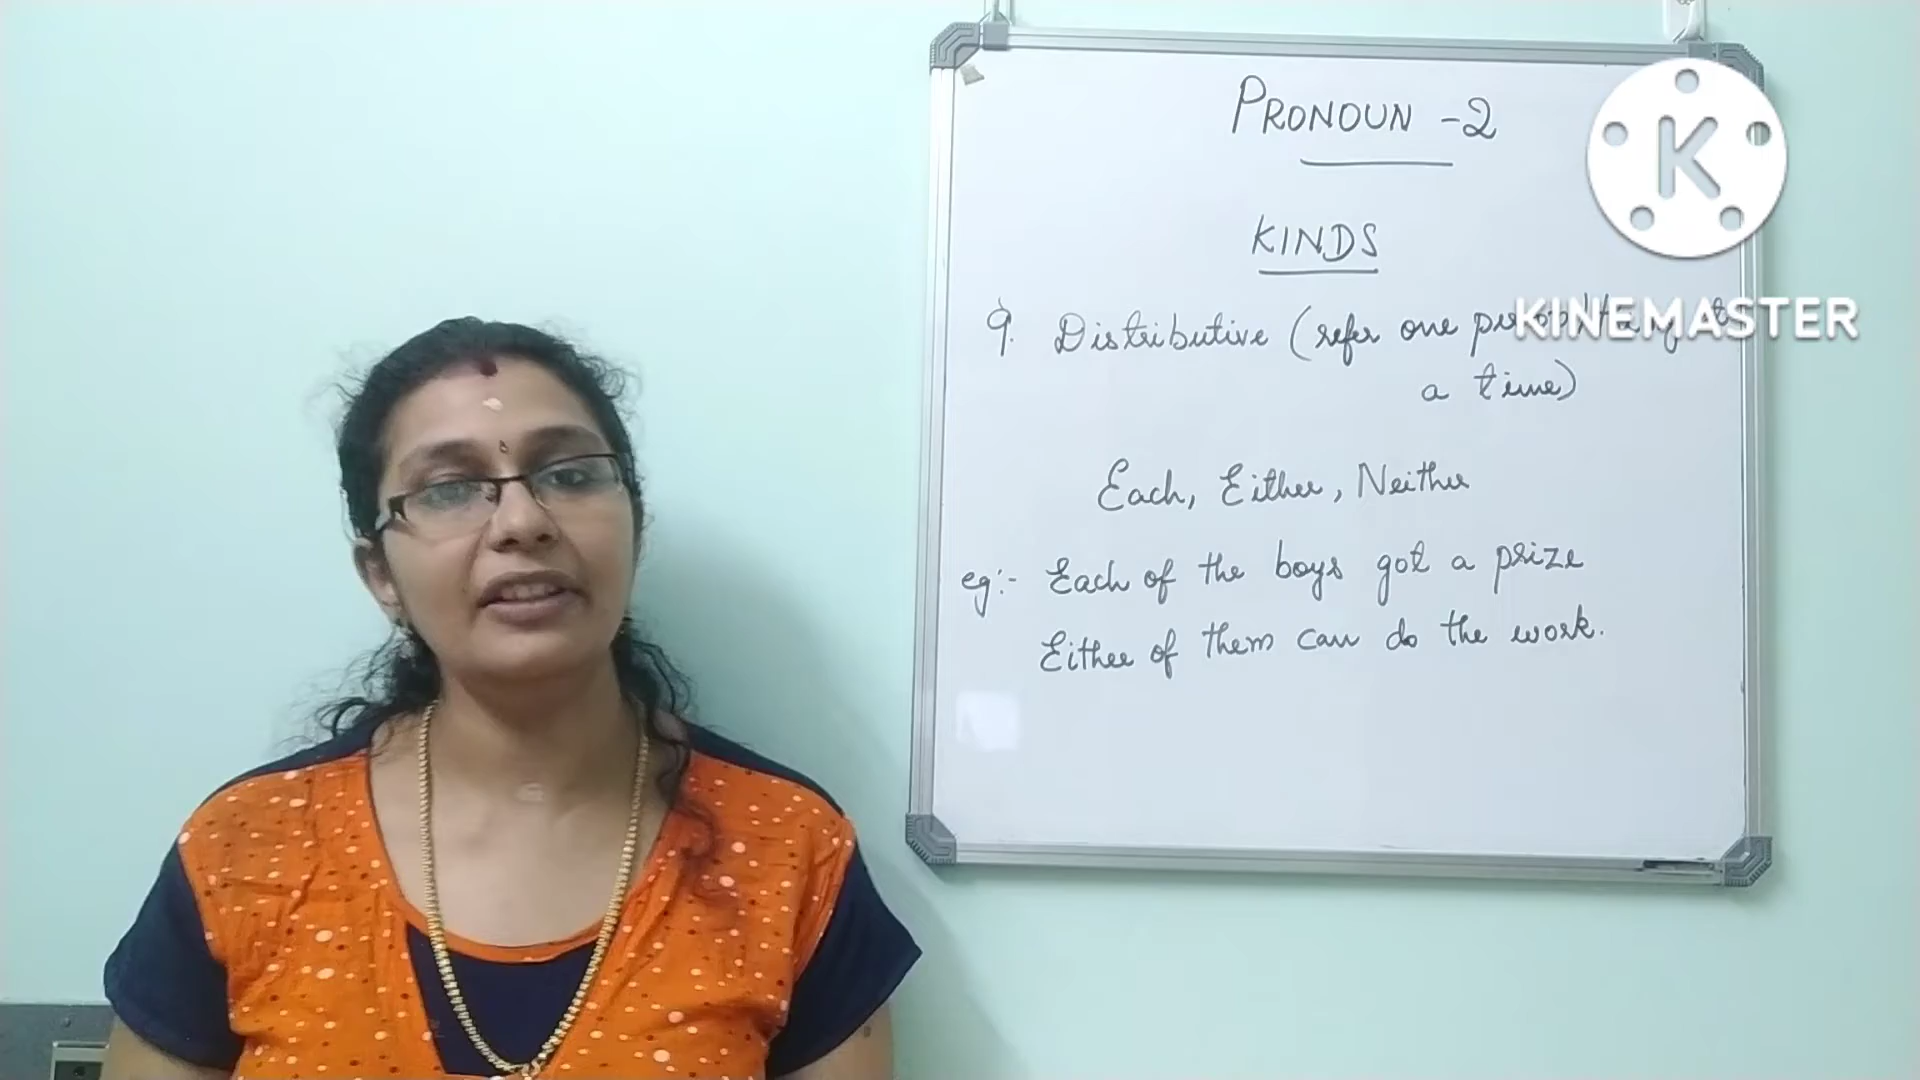 PRONOUN -2
KINDS
9. Distributive (refer one
a time)
Each, Either, Neither
eg:- Each of the boys got a prize
Either of them can do the work.
K
KINEMASTER